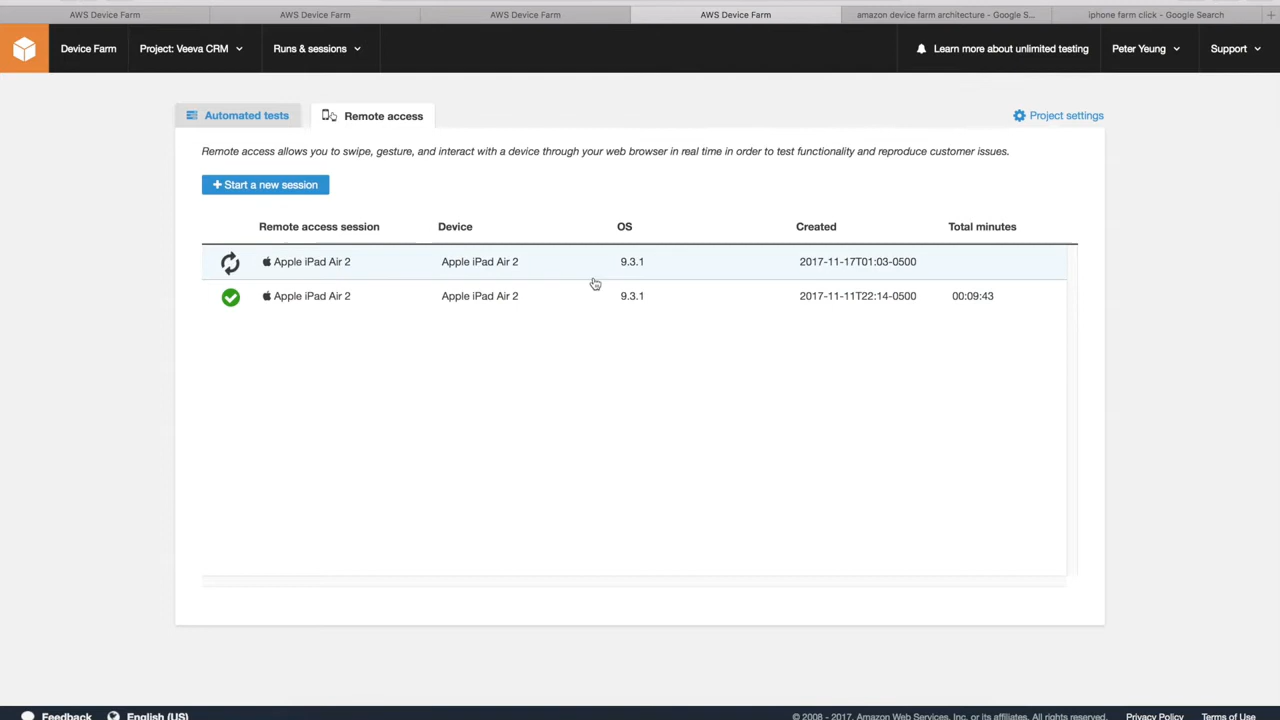 AWS Device Farm AWS Device Farm AWS Device Farm AWS Device Farm amazon device farm architecture - Google S... iphone farm click - Google Search
Device Farm Project: Veeva CRM Runs & sessions Learn more about unlimited testing Peter Yeung Support
Automated tests Remote access Project settings
Remote access allows you to swipe, gesture, and interact with a device through your web browser in real time in order to test functionality and reproduce customer issues.
+ Start a new session
Remote access session Device OS Created Total minutes
Apple iPad Air 2 Apple iPad Air 2 9.3.1 2017-11-17T01:03-0500
Apple iPad Air 2 Apple iPad Air 2 9.3.1 2017-11-11T22:14-0500 00:09:43
Feedback English (US) © 2008 - 2017, Amazon Web Services, Inc. or its affiliates. All rights reserved. Privacy Policy Terms of Use